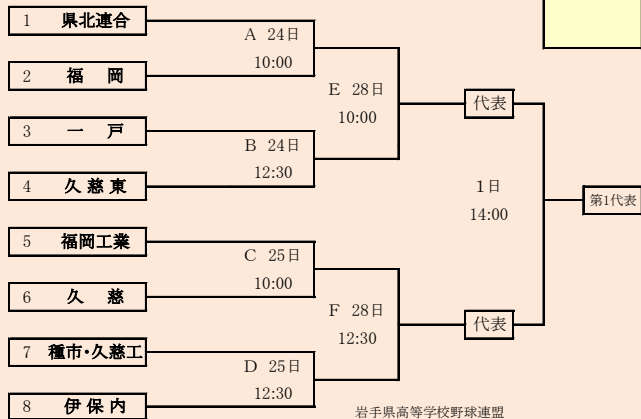 1 県北連合
A 24日
10:00
2 福岡
E 28日
10:00
代表
3 一戸
B 24日
12:30
4 久慈東
1日
14:00
第1代表
5 福岡工業
C 25日
10:00
6 久慈
F 28日
12:30
代表
7 種市・久慈工
D 25日
12:30
8 伊保内
岩手県高等学校野球連盟